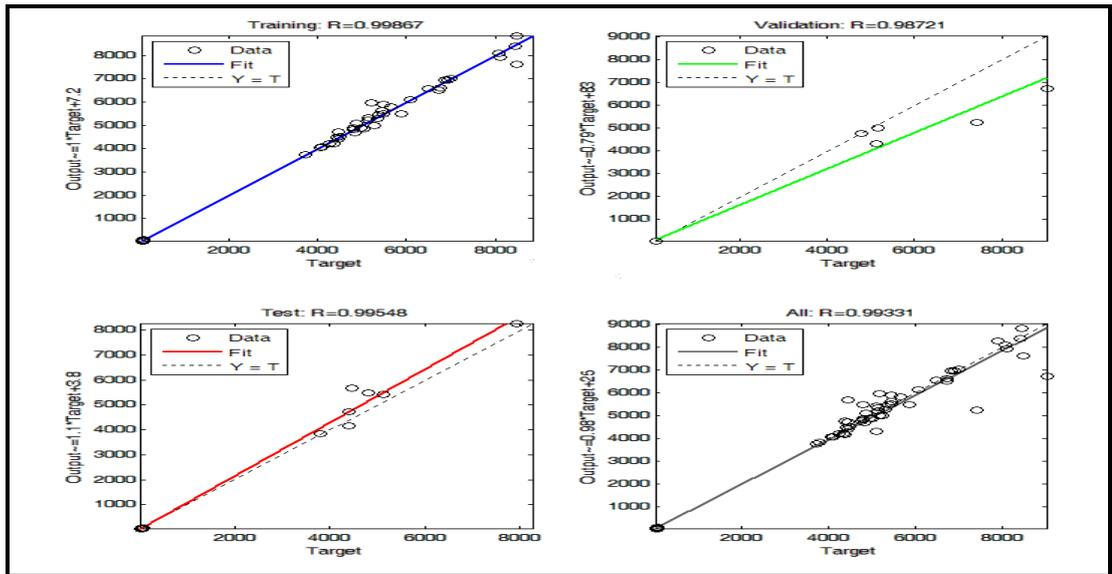 Training: R=0.99867
Output~=1*Target+7.2
8000
7000
6000
5000
4000
3000
2000
1000
Data
Fit
Y = T
2000 4000 6000 8000
Target
Validation: R=0.98721
Output~=0.79*Target+83
9000
8000
7000
6000
5000
4000
3000
2000
1000
Data
Fit
Y = T
2000 4000 6000 8000
Target
Test: R=0.99548
Output~=1.1*Target+3.8
8000
7000
6000
5000
4000
3000
2000
1000
Data
Fit
Y = T
2000 4000 6000 8000
Target
All: R=0.99331
Output~=0.98*Target+25
9000
8000
7000
6000
5000
4000
3000
2000
1000
Data
Fit
Y = T
2000 4000 6000 8000
Target